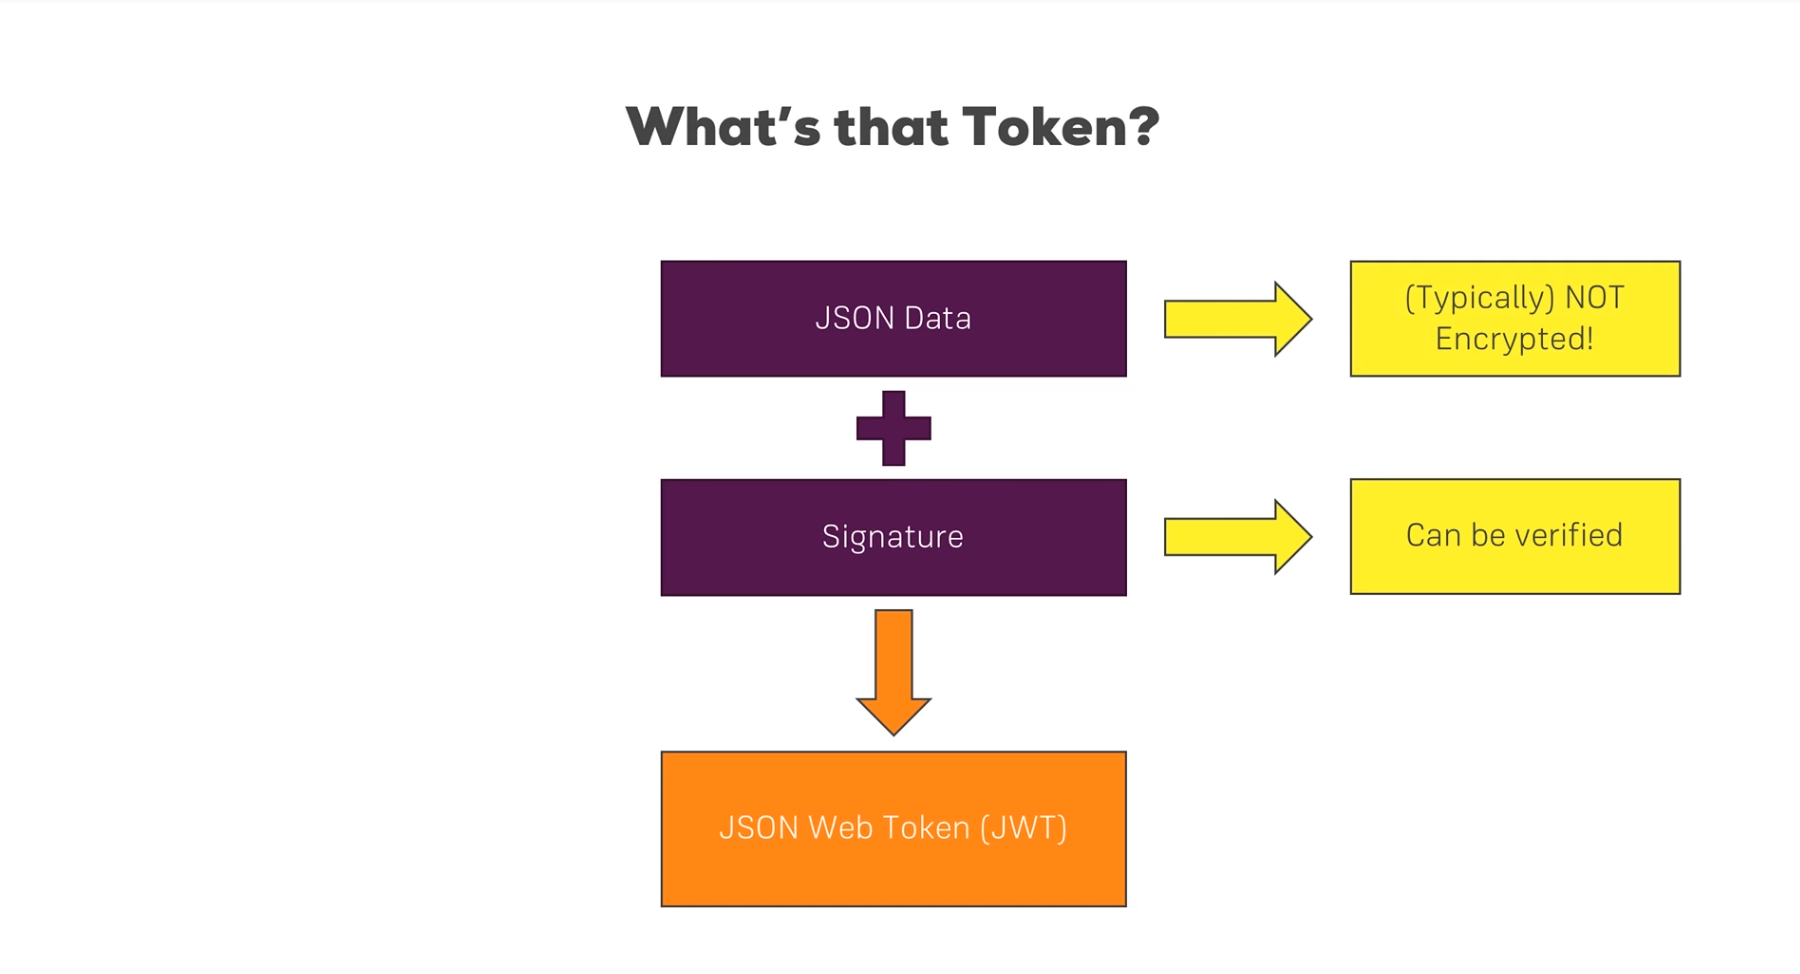 What’s that Token?
JSON Data
(Typically) NOT
Encrypted!
Signature
Can be verified
JSON Web Token (JWT)